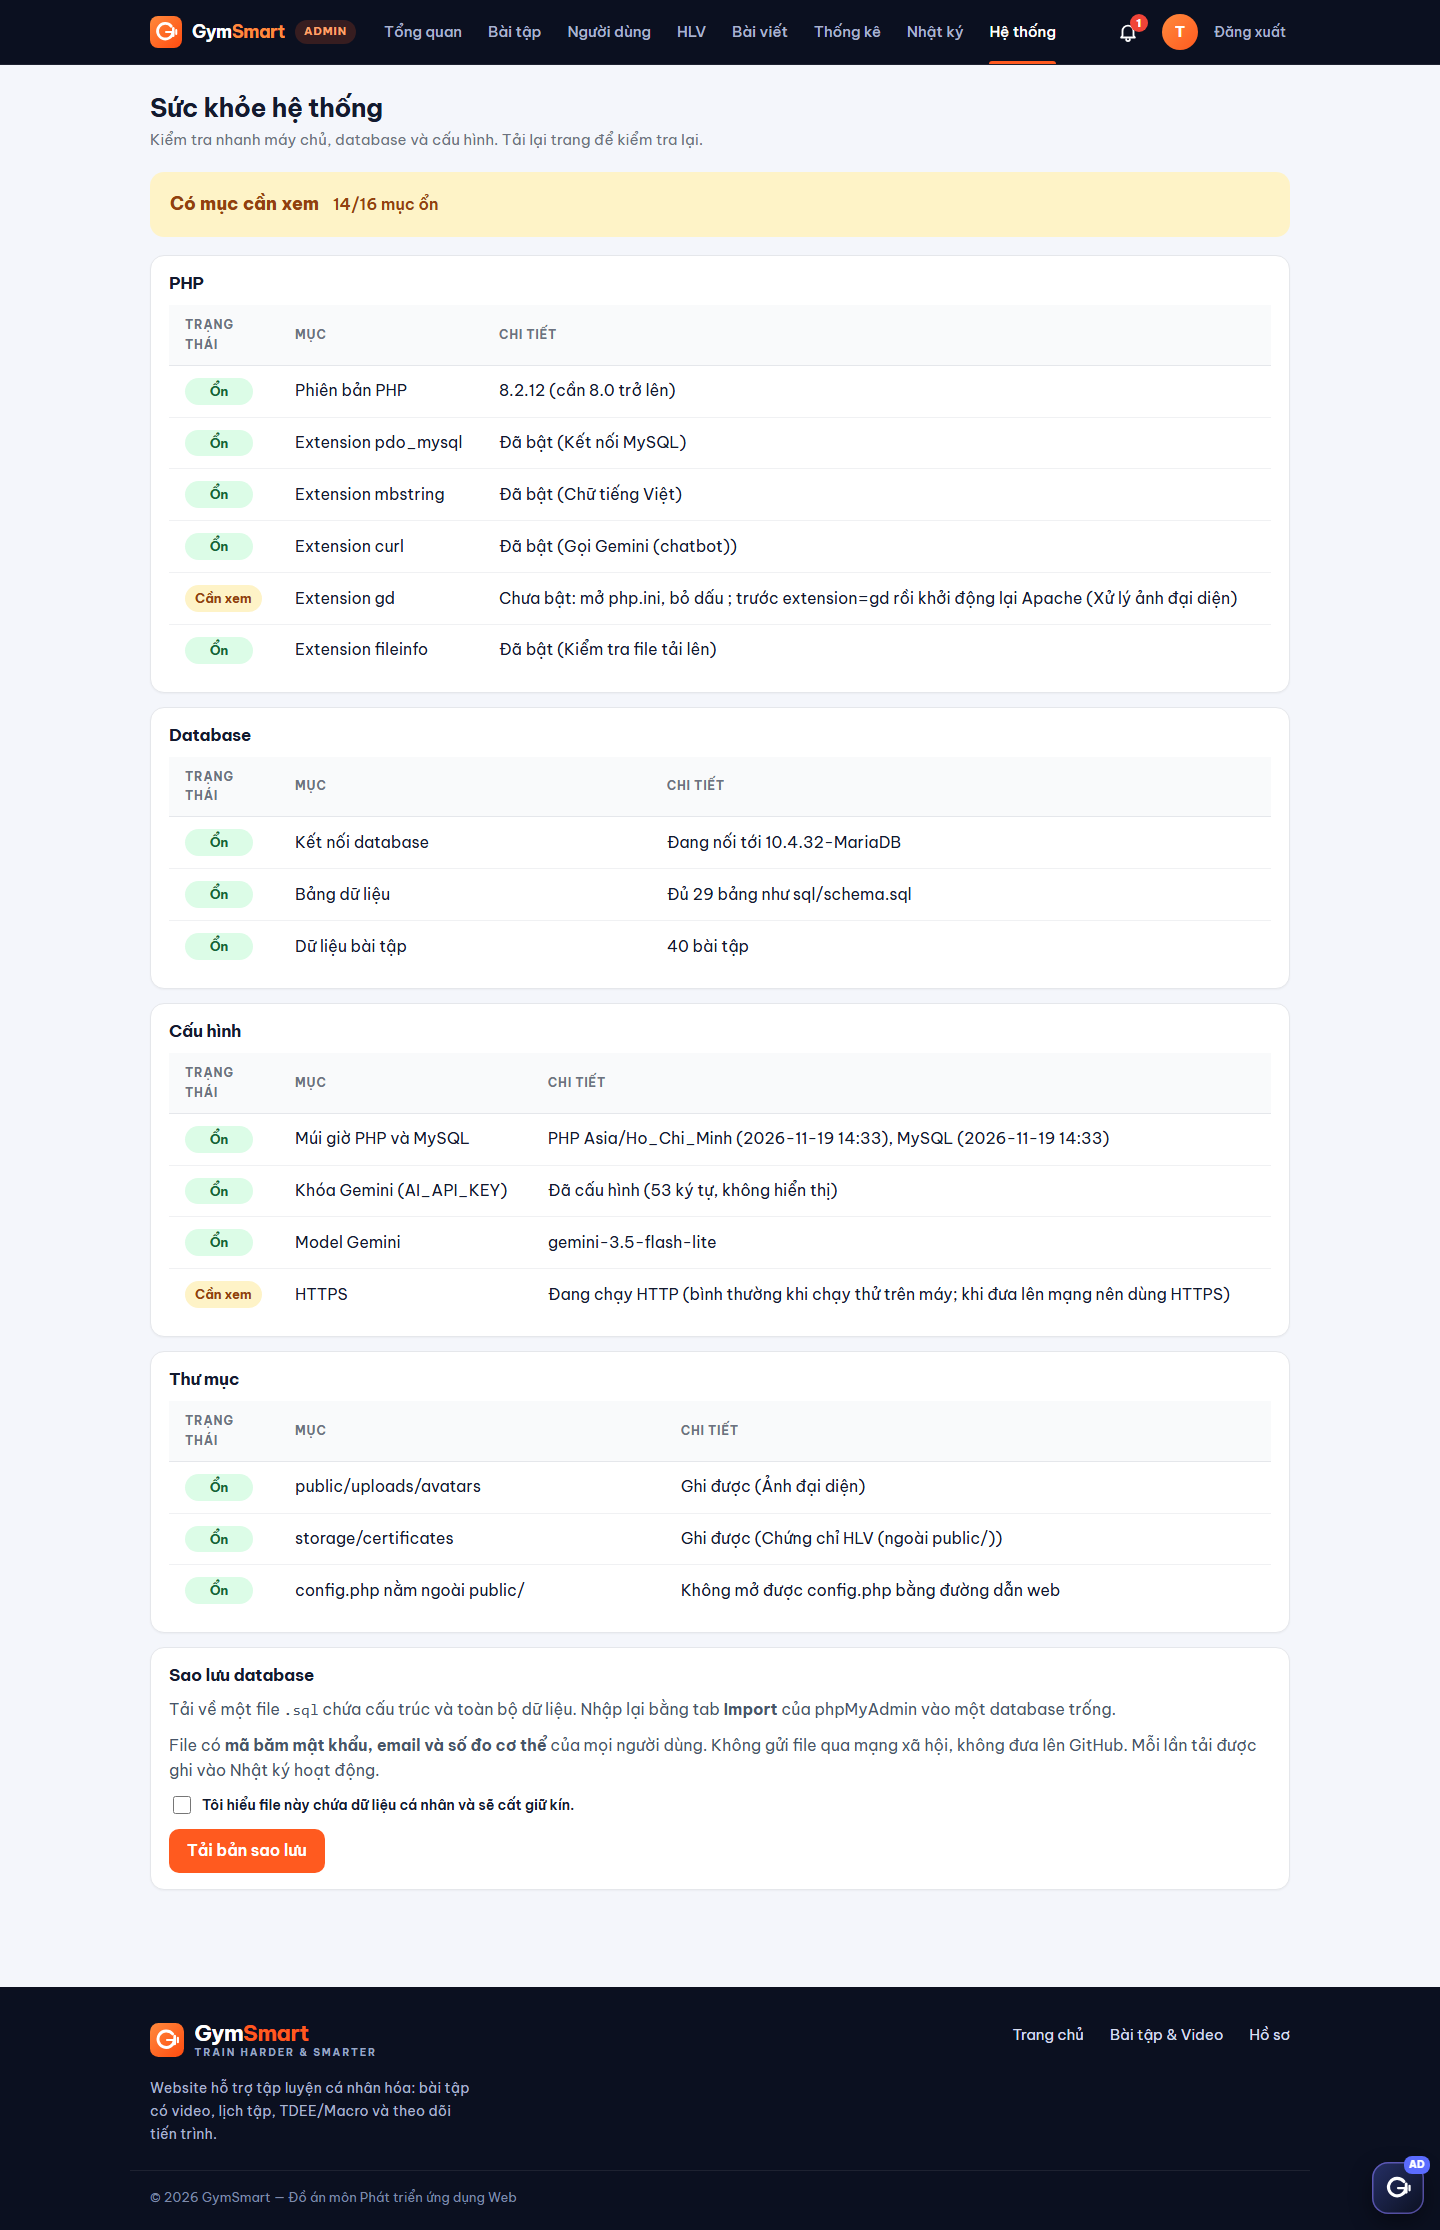 GymSmart ADMIN Tổng quan Bài tập Người dùng HLV Bài viết Thống kê Nhật ký Hệ thống 1 T Đăng xuất
Sức khỏe hệ thống
Kiểm tra nhanh máy chủ, database và cấu hình. Tải lại trang để kiểm tra lại.
Có mục cần xem 14/16 mục ổn
PHP
TRẠNG THÁI MỤC CHI TIẾT
Ổn Phiên bản PHP 8.2.12 (cần 8.0 trở lên)
Ổn Extension pdo_mysql Đã bật (Kết nối MySQL)
Ổn Extension mbstring Đã bật (Chữ tiếng Việt)
Ổn Extension curl Đã bật (Gọi Gemini (chatbot))
Cần xem Extension gd Chưa bật: mở php.ini, bỏ dấu ; trước extension=gd rồi khởi động lại Apache (Xử lý ảnh đại diện)
Ổn Extension fileinfo Đã bật (Kiểm tra file tải lên)
Database
TRẠNG THÁI MỤC CHI TIẾT
Ổn Kết nối database Đang nối tới 10.4.32-MariaDB
Ổn Bảng dữ liệu Đủ 29 bảng như sql/schema.sql
Ổn Dữ liệu bài tập 40 bài tập
Cấu hình
TRẠNG THÁI MỤC CHI TIẾT
Ổn Múi giờ PHP và MySQL PHP Asia/Ho_Chi_Minh (2026-11-19 14:33), MySQL (2026-11-19 14:33)
Ổn Khóa Gemini (AI_API_KEY) Đã cấu hình (53 ký tự, không hiển thị)
Ổn Model Gemini gemini-3.5-flash-lite
Cần xem HTTPS Đang chạy HTTP (bình thường khi chạy thử trên máy; khi đưa lên mạng nên dùng HTTPS)
Thư mục
TRẠNG THÁI MỤC CHI TIẾT
Ổn public/uploads/avatars Ghi được (Ảnh đại diện)
Ổn storage/certificates Ghi được (Chứng chỉ HLV (ngoài public/))
Ổn config.php nằm ngoài public/ Không mở được config.php bằng đường dẫn web
Sao lưu database
Tải về một file .sql chứa cấu trúc và toàn bộ dữ liệu. Nhập lại bằng tab Import của phpMyAdmin vào một database trống.
File có mã băm mật khẩu, email và số đo cơ thể của mọi người dùng. Không gửi file qua mạng xã hội, không đưa lên GitHub. Mỗi lần tải được
ghi vào Nhật ký hoạt động.
Tôi hiểu file này chứa dữ liệu cá nhân và sẽ cất giữ kín.
Tải bản sao lưu
GymSmart
TRAIN HARDER & SMARTER
Trang chủ Bài tập & Video Hồ sơ
Website hỗ trợ tập luyện cá nhân hóa: bài tập
có video, lịch tập, TDEE/Macro và theo dõi
tiến trình.
AD
© 2026 GymSmart — Đồ án môn Phát triển ứng dụng Web